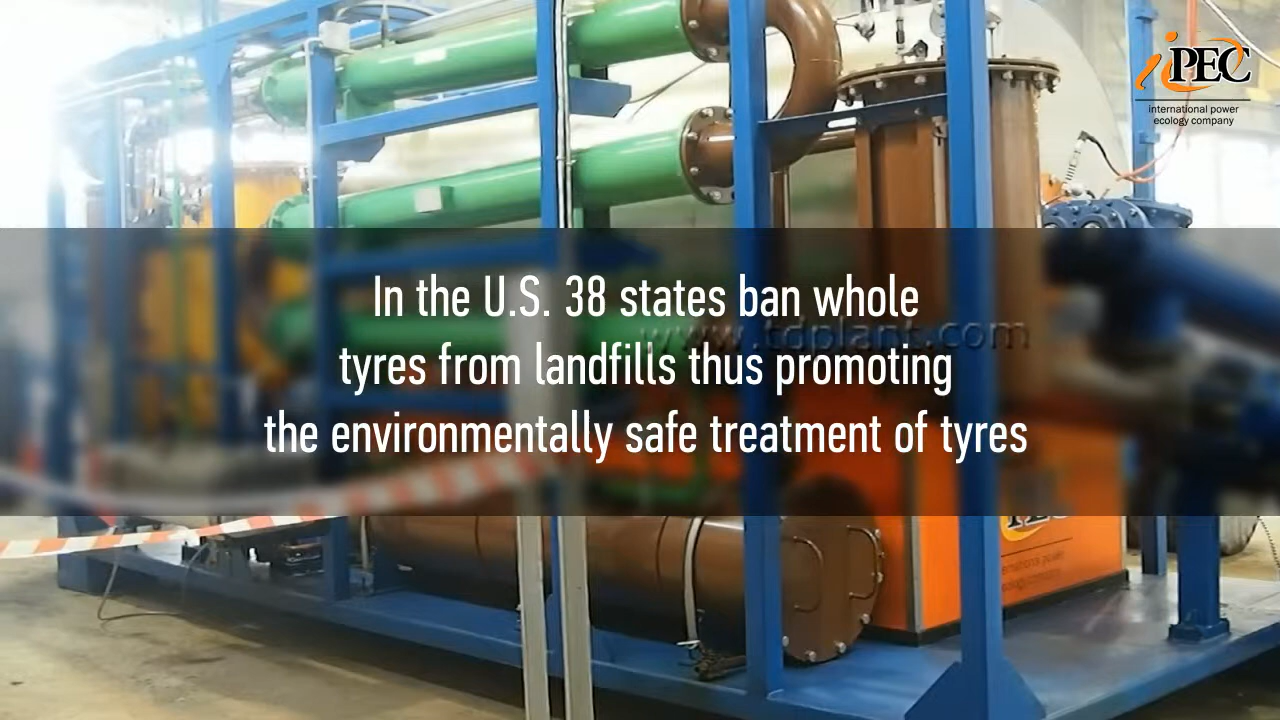 iPEC
international power
ecology company
In the U.S. 38 states ban whole
www.tdplant.com
tyres from landfills thus promoting
the environmentally safe treatment of tyres